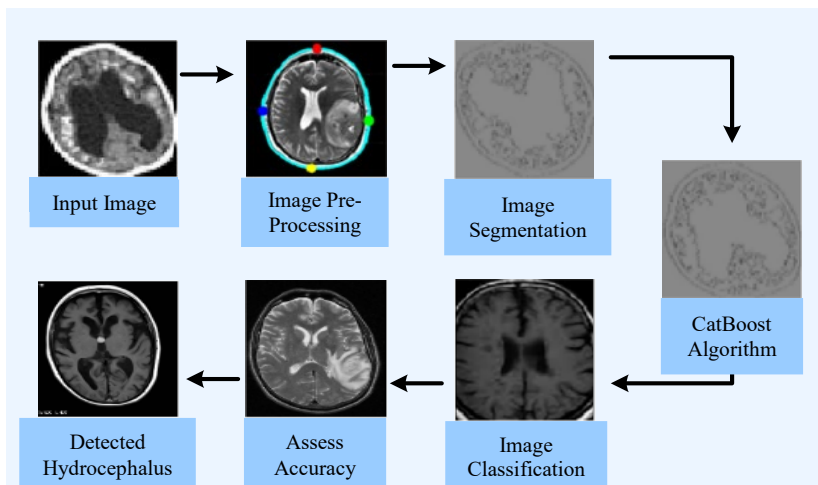 Input Image
Image Pre-
Processing
Image
Segmentation
CatBoost
Algorithm
Image
Classification
Assess
Accuracy
Detected
Hydrocephalus